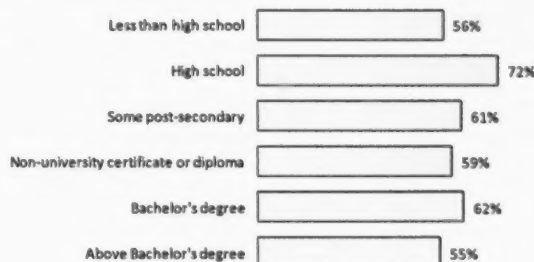 Less than high school 56%
High school 72%
Some post-secondary 61%
Non-university certificate or diploma 59%
Bachelor's degree 62%
Above Bachelor's degree 55%